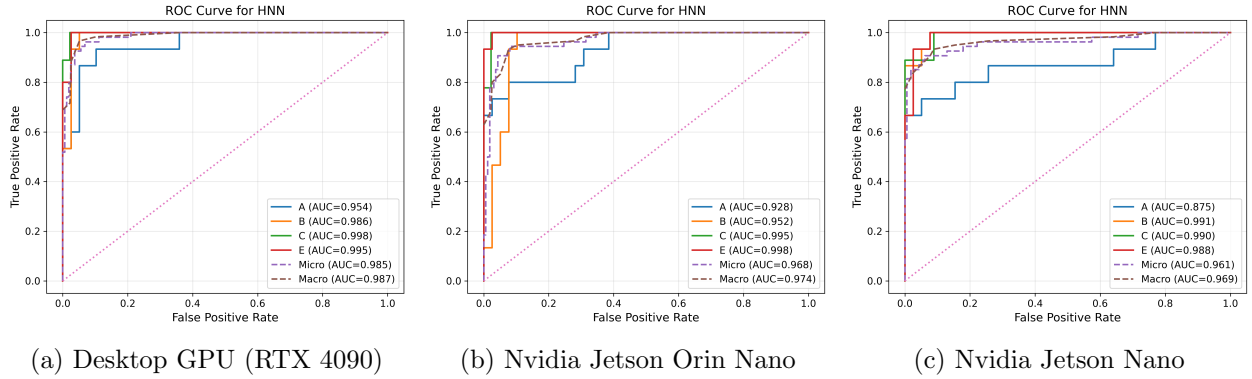 ROC Curve for HNN
True Positive Rate
1.0
0.8
0.6
0.4
0.2
0.0
A (AUC=0.954)
B (AUC=0.986)
C (AUC=0.998)
E (AUC=0.995)
Micro (AUC=0.985)
Macro (AUC=0.987)
0.0 0.2 0.4 0.6 0.8 1.0
False Positive Rate
(a) Desktop GPU (RTX 4090)
ROC Curve for HNN
True Positive Rate
1.0
0.8
0.6
0.4
0.2
0.0
A (AUC=0.928)
B (AUC=0.952)
C (AUC=0.995)
E (AUC=0.998)
Micro (AUC=0.968)
Macro (AUC=0.974)
0.0 0.2 0.4 0.6 0.8 1.0
False Positive Rate
(b) Nvidia Jetson Orin Nano
ROC Curve for HNN
True Positive Rate
1.0
0.8
0.6
0.4
0.2
0.0
A (AUC=0.875)
B (AUC=0.991)
C (AUC=0.990)
E (AUC=0.988)
Micro (AUC=0.961)
Macro (AUC=0.969)
0.0 0.2 0.4 0.6 0.8 1.0
False Positive Rate
(c) Nvidia Jetson Nano